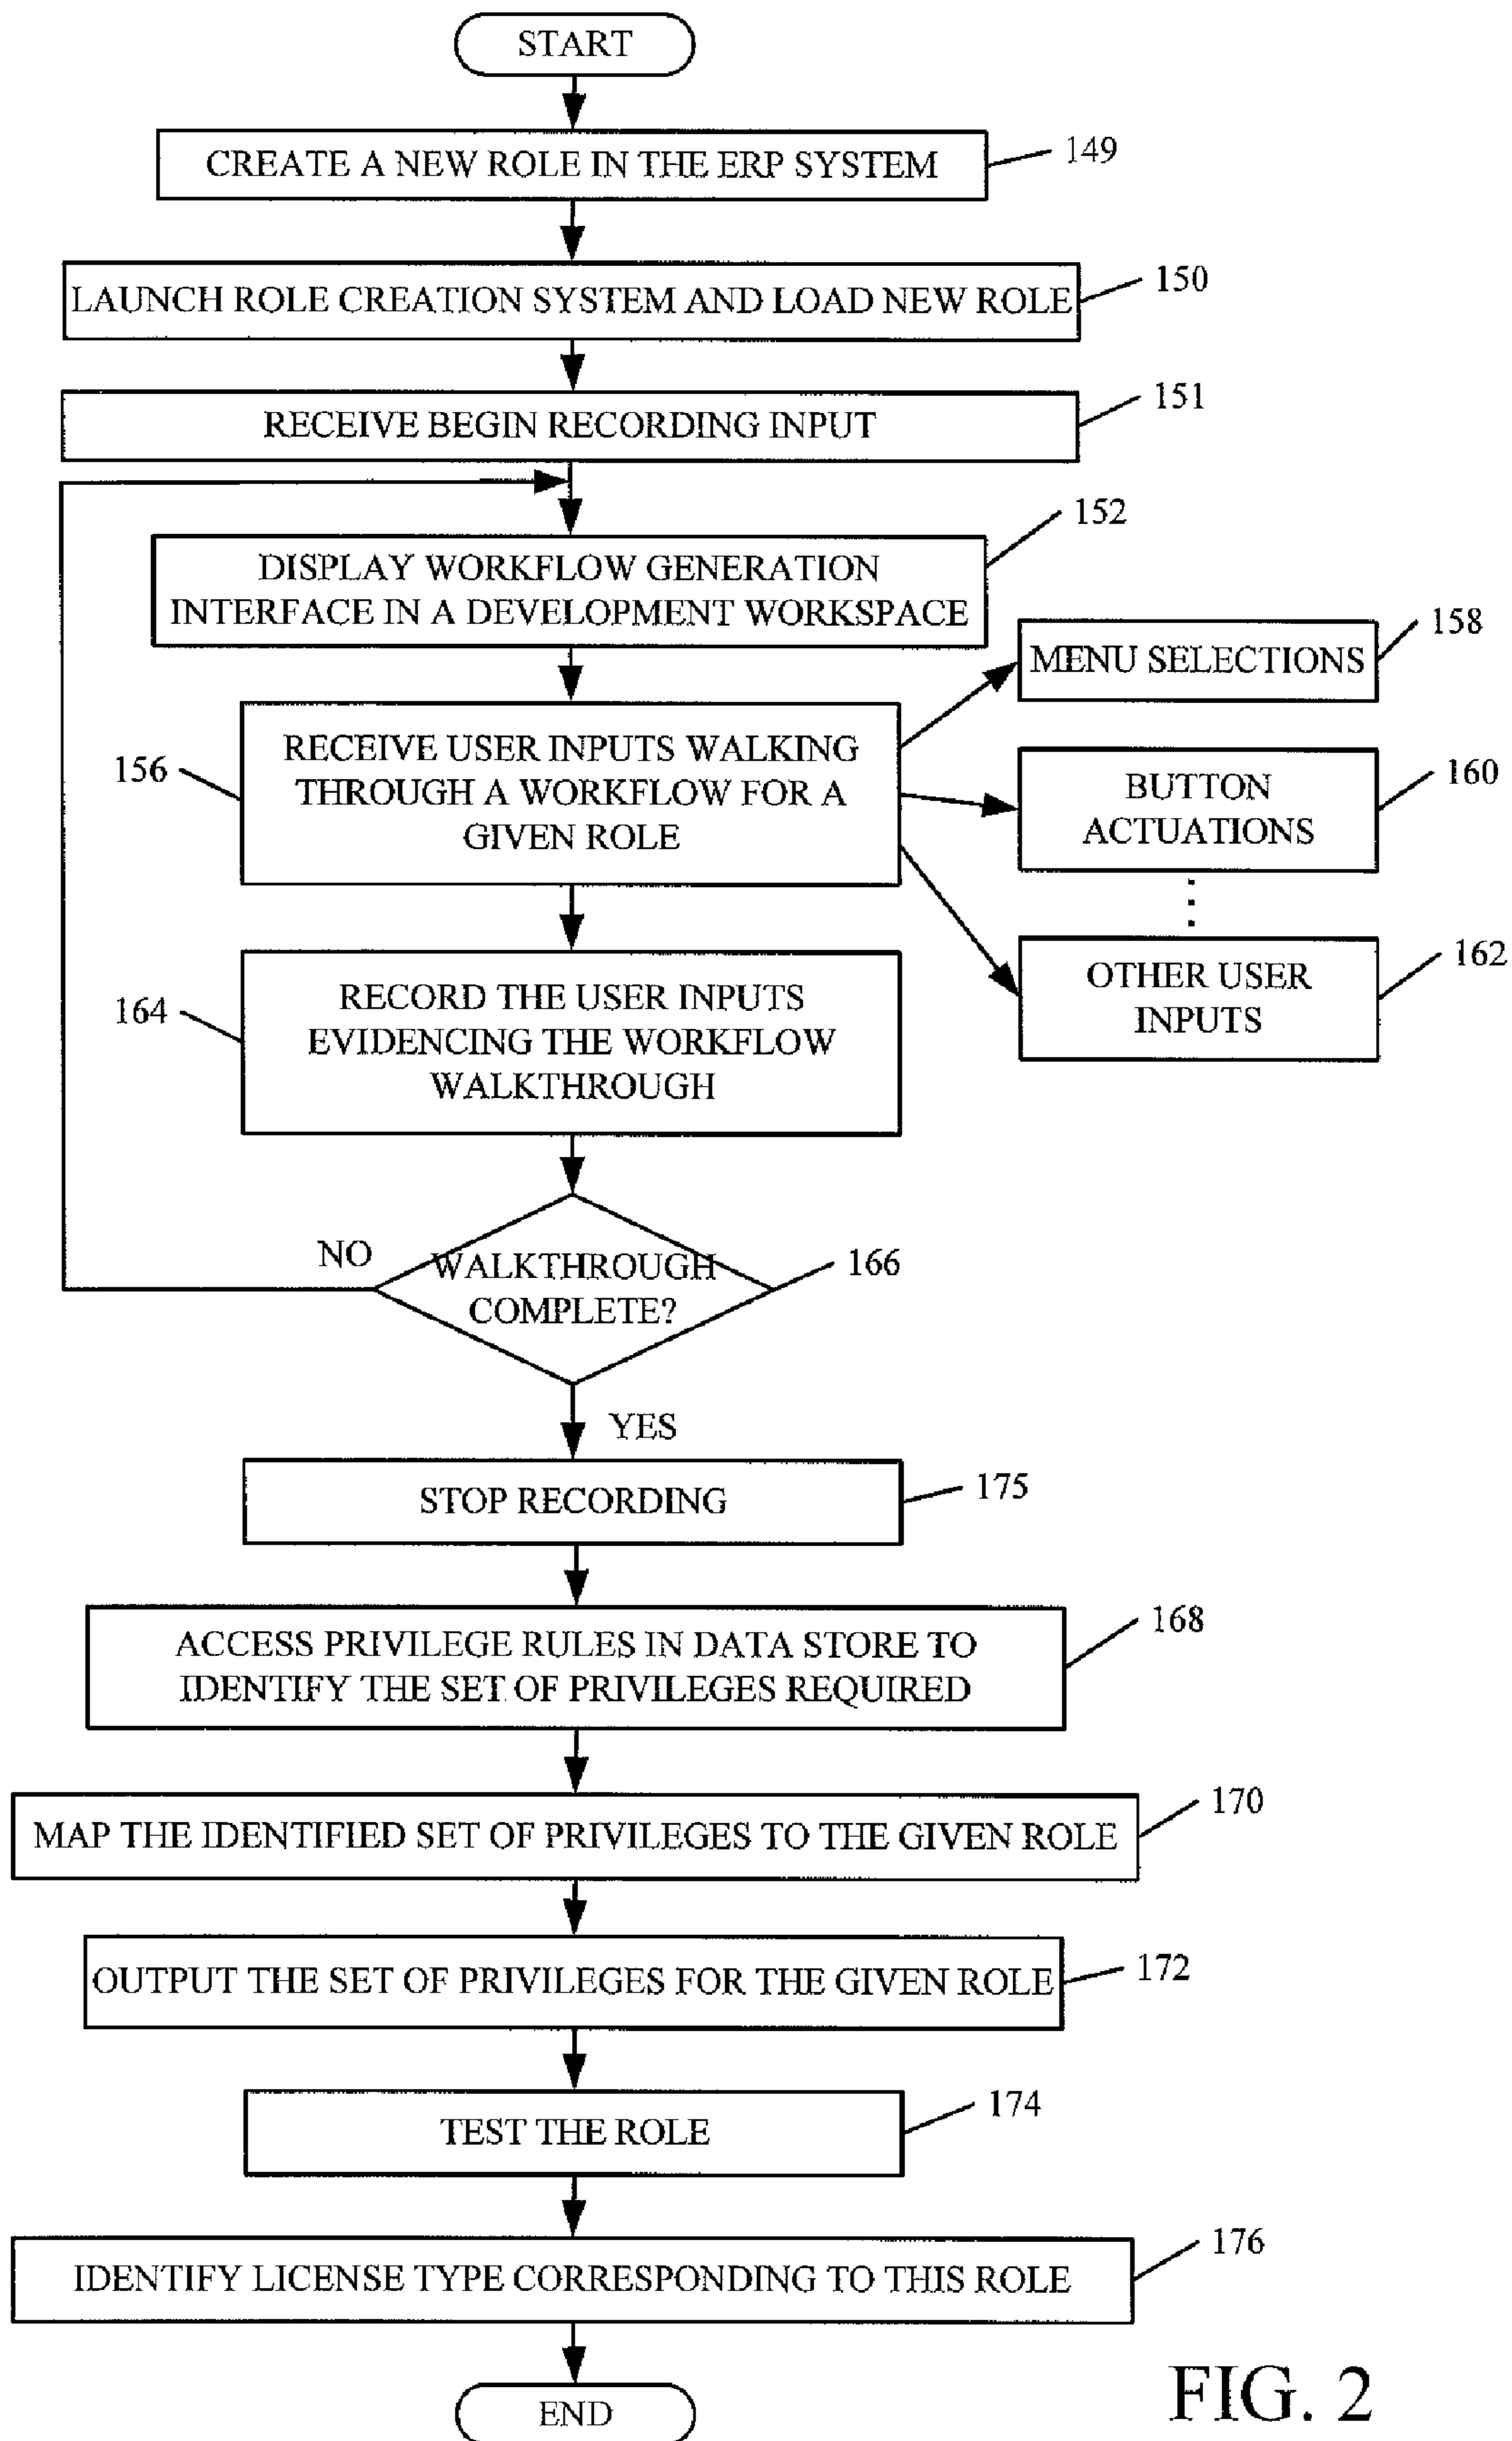 START
CREATE A NEW ROLE IN THE ERP SYSTEM
149
LAUNCH ROLE CREATION SYSTEM AND LOAD NEW ROLE
150
RECEIVE BEGIN RECORDING INPUT
151
DISPLAY WORKFLOW GENERATION
INTERFACE IN A DEVELOPMENT WORKSPACE
152
156
RECEIVE USER INPUTS WALKING
THROUGH A WORKFLOW FOR A
GIVEN ROLE
MENU SELECTIONS
158
BUTTON
ACTUATIONS
160
OTHER USER
INPUTS
162
164
RECORD THE USER INPUTS
EVIDENCING THE WORKFLOW
WALKTHROUGH
NO
WALKTHROUGH
COMPLETE?
166
YES
STOP RECORDING
175
ACCESS PRIVILEGE RULES IN DATA STORE TO
IDENTIFY THE SET OF PRIVILEGES REQUIRED
168
MAP THE IDENTIFIED SET OF PRIVILEGES TO THE GIVEN ROLE
170
OUTPUT THE SET OF PRIVILEGES FOR THE GIVEN ROLE
172
TEST THE ROLE
174
IDENTIFY LICENSE TYPE CORRESPONDING TO THIS ROLE
176
END
FIG. 2